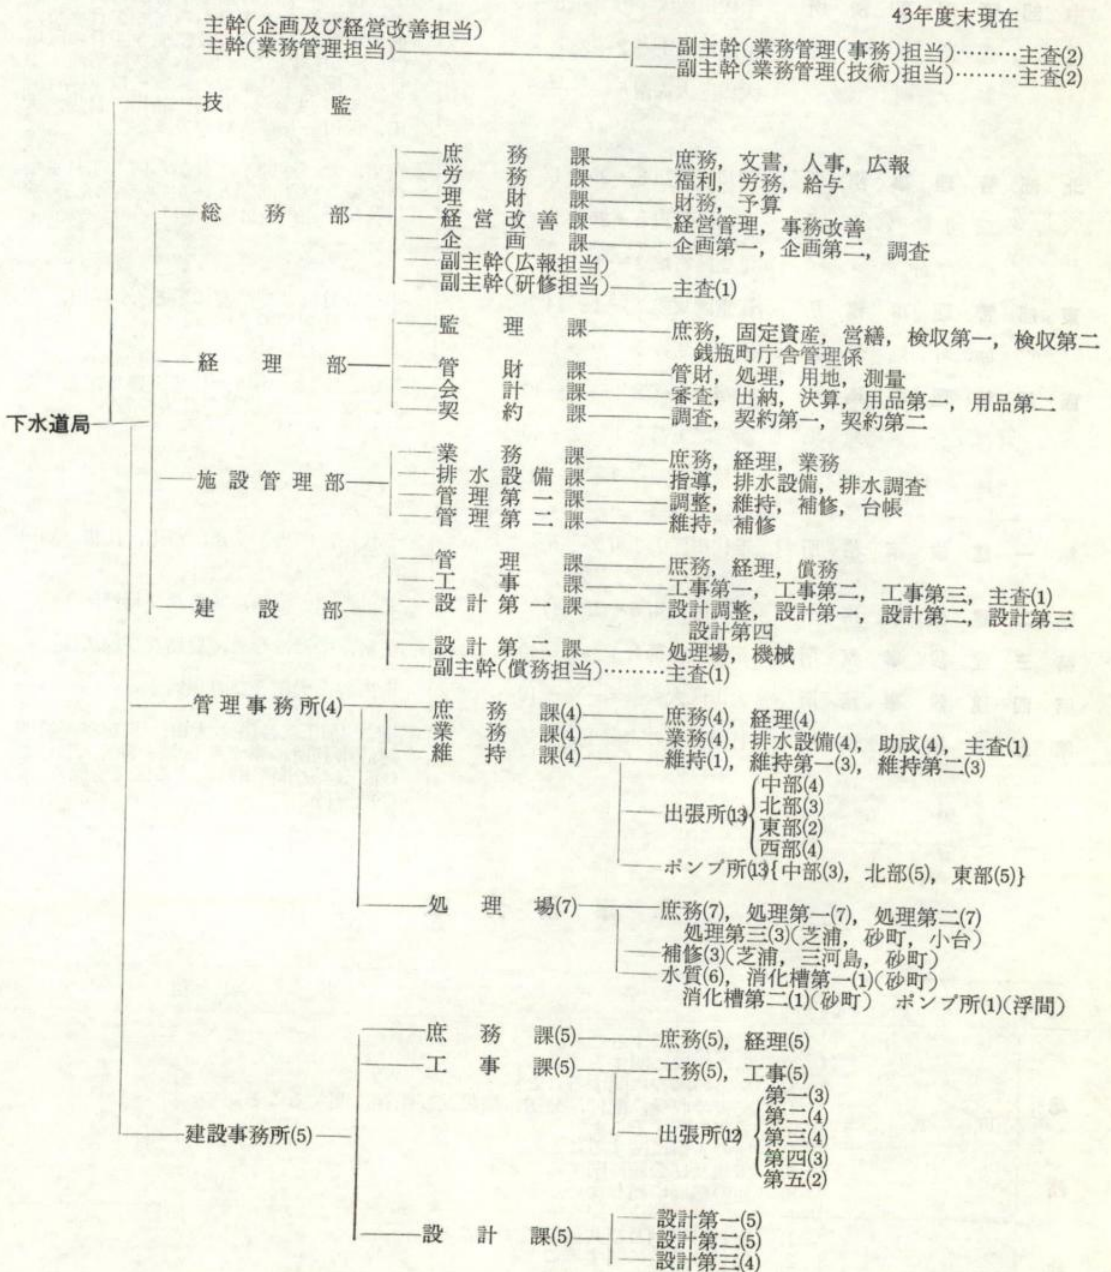 43年度末現在
主幹(企画及び経営改善担当)
主幹(業務管理担当)
副主幹(業務管理(事務)担当)………主査(2)
副主幹(業務管理(技術)担当)………主査(2)
下水道局
技監
総務部
庶務課 庶務, 文書, 人事, 広報
労務課 福利, 労務, 給与
理財課 財務, 予算
経営改善課 経営管理, 事務改善
企画課 企画第一, 企画第二, 調査
副主幹(広報担当)
副主幹(研修担当) 主査(1)
経理部
監理課 庶務, 固定資産, 営繕, 検収第一, 検収第二
銭瓶町庁舎管理係
管財課 管財, 処理, 用地, 測量
会計課 審査, 出納, 決算, 用品第一, 用品第二
契約課 調査, 契約第一, 契約第二
施設管理部
業務課 庶務, 経理, 業務
排水設備課 指導, 排水設備, 排水調査
管理第一課 調整, 維持, 補修, 台帳
管理第二課 維持, 補修
建設部
管理課 庶務, 経理, 償務
工事課 工事第一, 工事第二, 工事第三, 主査(1)
設計第一課 設計調整, 設計第一, 設計第二, 設計第三
設計第四
設計第二課 処理場, 機械
副主幹(償務担当)………主査(1)
管理事務所(4)
庶務課(4) 庶務(4), 経理(4)
業務課(4) 業務(4), 排水設備(4), 助成(4), 主査(1)
維持課(4) 維持(1), 維持第一(3), 維持第二(3)
出張所(13)
中部(4)
北部(3)
東部(2)
西部(4)
ポンプ所(13){中部(3), 北部(5), 東部(5)}
処理場(7) 庶務(7), 処理第一(7), 処理第二(7)
処理第三(3)(芝浦, 砂町, 小台)
補修(3)(芝浦, 三河島, 砂町)
水質(6), 消化槽第一(1)(砂町)
消化槽第二(1)(砂町) ポンプ所(1)(浮間)
建設事務所(5)
庶務課(5) 庶務(5), 経理(5)
工事課(5) 工務(5), 工事(5)
出張所(12)
第一(3)
第二(4)
第三(4)
第四(3)
第五(2)
設計課(5)
設計第一(5)
設計第二(5)
設計第三(4)